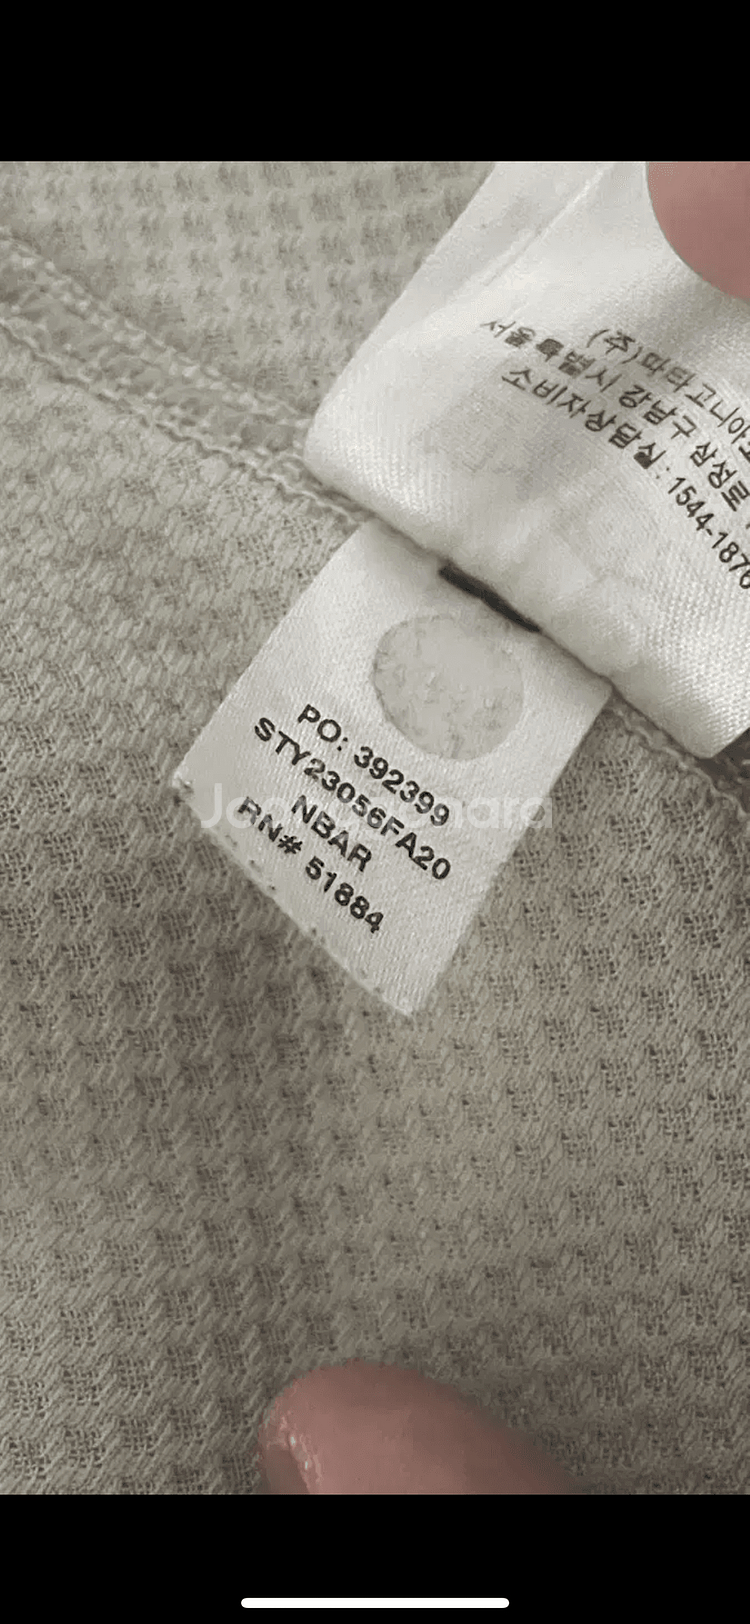 (주)파타고니아코
서울특별시 강남구 삼성로
소비자상담실 : 1544-1876
PO: 392399
STY23056FA20
NBAR
RN# 51884